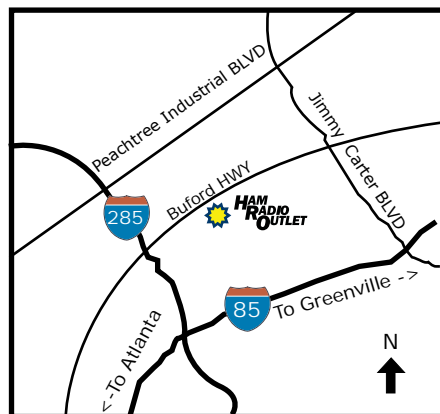 Peachtree Industrial BLVD
Jimmy Carter BLVD
Buford HWY
HAM
RADIO
OUTLET
285
85
To Greenville ->
<-To Atlanta
N